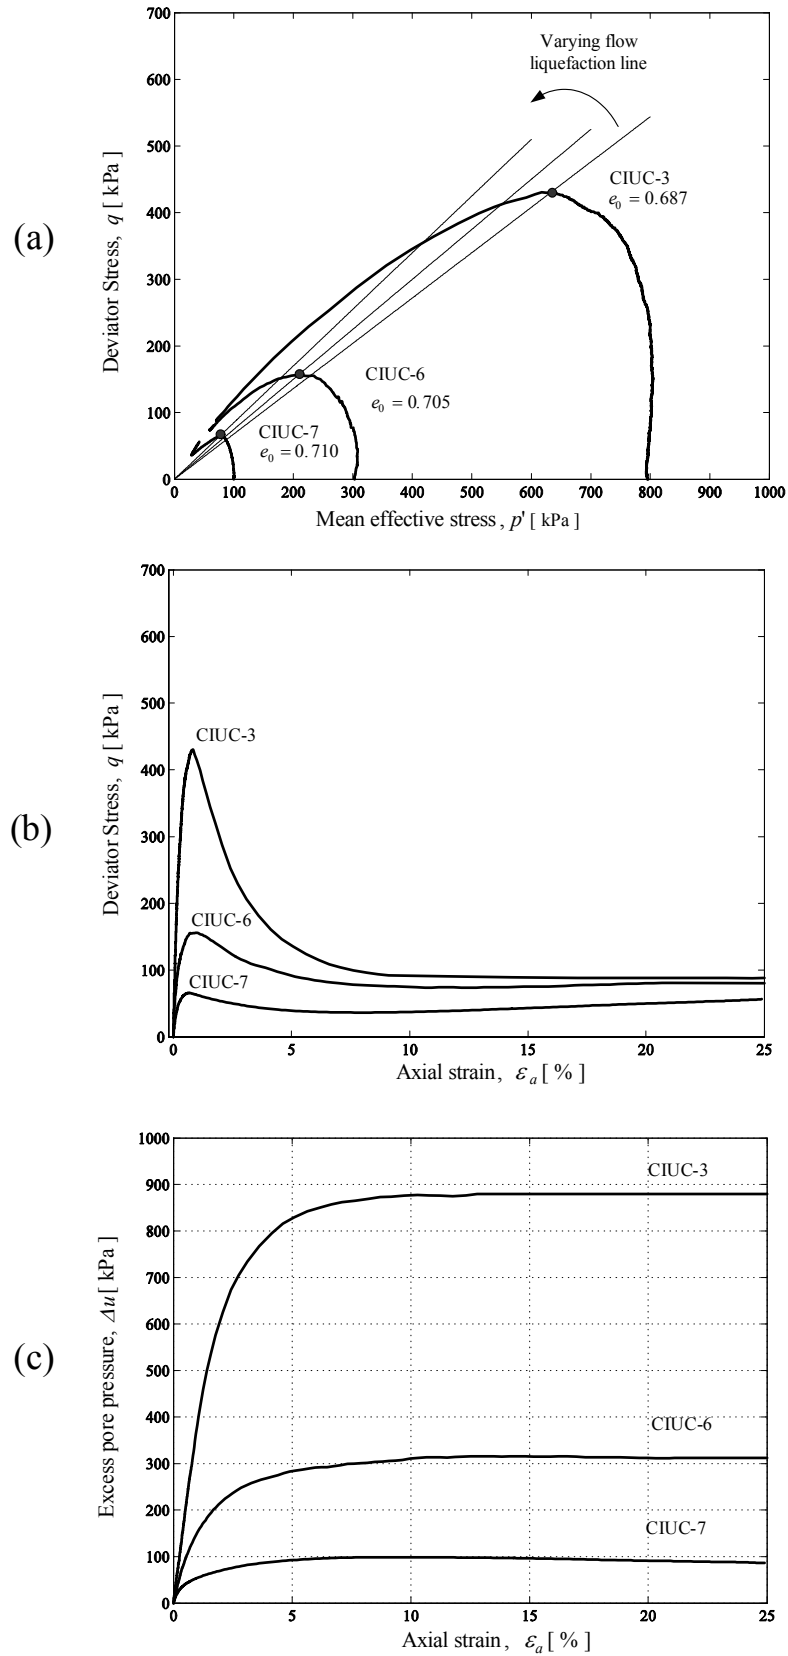 (a)
Deviator Stress, q [ kPa ]
700
600
500
400
300
200
100
0
Varying flow
liquefaction line
CIUC-3
e₀ = 0.687
CIUC-6
e₀ = 0.705
CIUC-7
e₀ = 0.710
0 100 200 300 400 500 600 700 800 900 1000
Mean effective stress , p' [ kPa ]
(b)
Deviator Stress, q [ kPa ]
700
600
500
400
300
200
100
0
CIUC-3
CIUC-6
CIUC-7
0 5 10 15 20 25
Axial strain, εₐ [ % ]
(c)
Excess pore pressure, Δu [ kPa ]
1000
900
800
700
600
500
400
300
200
100
0
CIUC-3
CIUC-6
CIUC-7
0 5 10 15 20 25
Axial strain, εₐ [ % ]